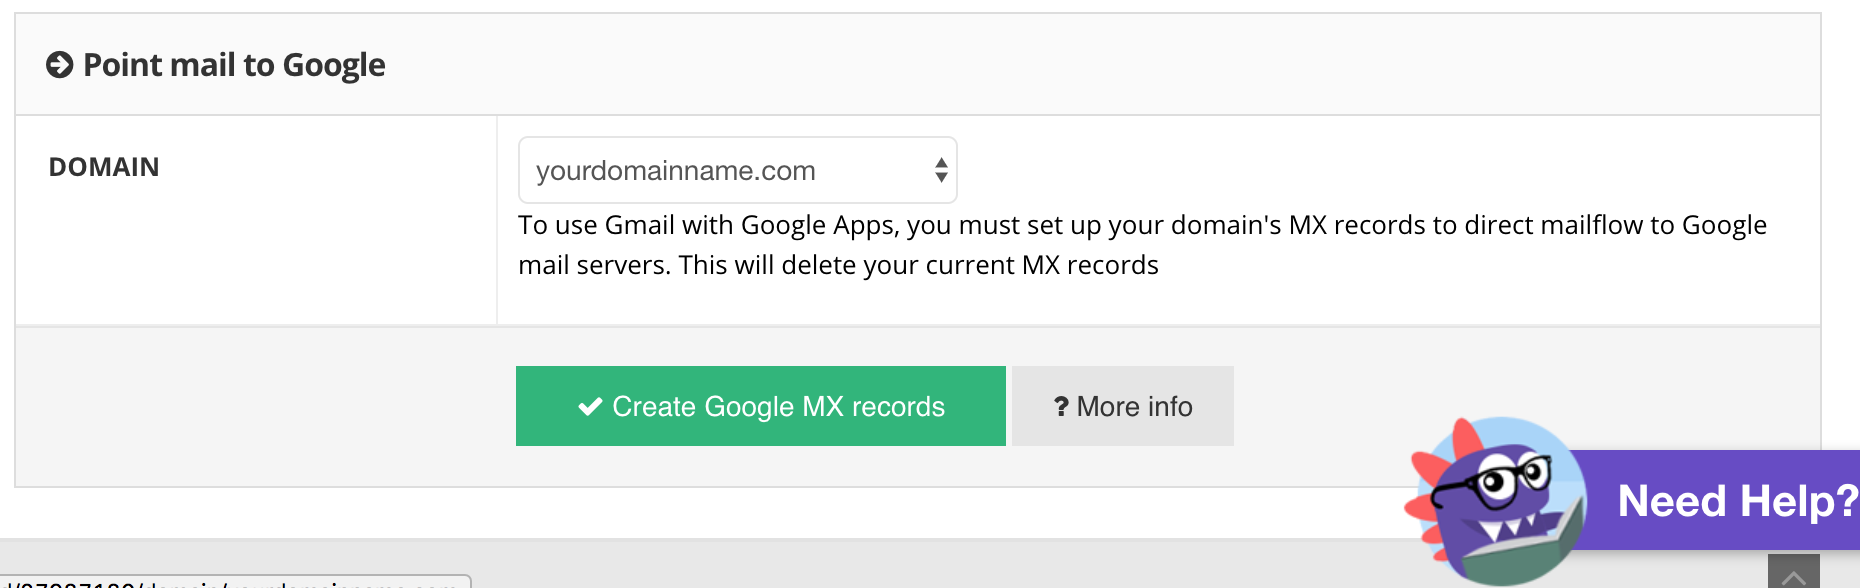 Point mail to Google
DOMAIN
yourdomainname.com
To use Gmail with Google Apps, you must set up your domain's MX records to direct mailflow to Google
mail servers. This will delete your current MX records
Create Google MX records
? More info
Need Help?